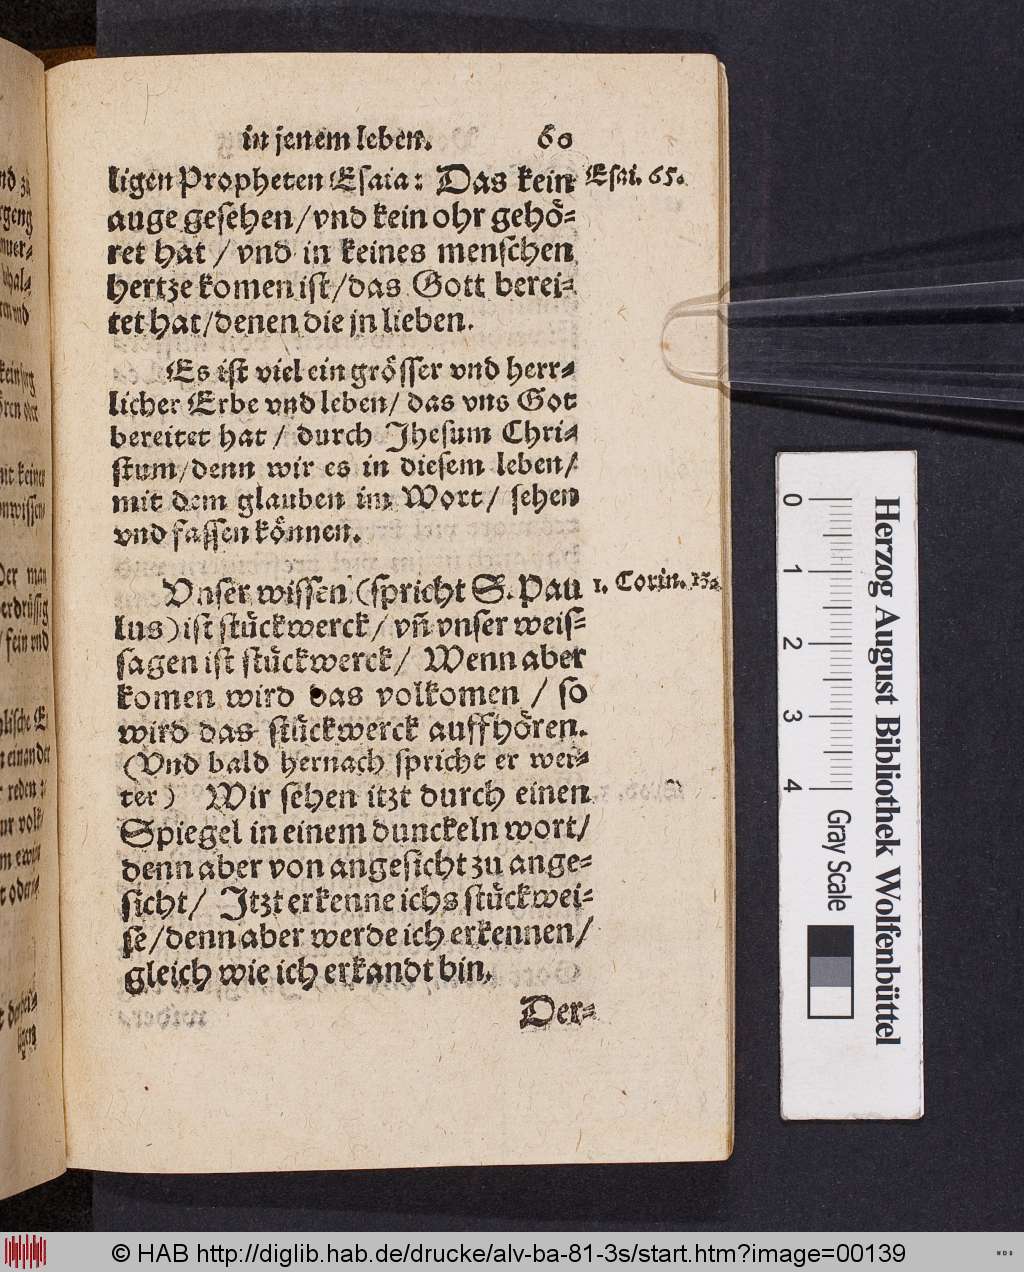 in jenem leben. 60
ligen Propheten Esaia: Das kein Esai. 65.
auge gesehen/vnd kein ohr gehö-
ret hat / vnd in keines menschen
hertze komen ist/das Gott berei-
tet hat/denen die jn lieben.
Es ist viel ein grösser vnd herr-
licher Erbe vnd leben/ das vns Got
bereitet hat / durch Jhesum Chri-
stum/denn wir es in diesem leben/
mit dem glauben im Wort/ sehen
vnd fassen können.
Vnser wissen (spricht S. Pau 1. Corin. 13.
lus) ist stückwerck/ vñ vnser weis-
sagen ist stückwerck/ Wenn aber
komen wird das volkomen / so
wird das stückwerck auffhören.
(Vnd bald hernach spricht er wei-
ter) Wir sehen itzt durch einen
Spiegel in einem dunckeln wort/
denn aber von angesicht zu ange-
sicht/ Itzt erkenne ichs stückwei-
se/denn aber werde ich erkennen/
gleich wie ich erkandt bin.
Der-
0 1 2 3 4
Gray Scale
Herzog August Bibliothek Wolfenbüttel
© HAB http://diglib.hab.de/drucke/alv-ba-81-3s/start.htm?image=00139